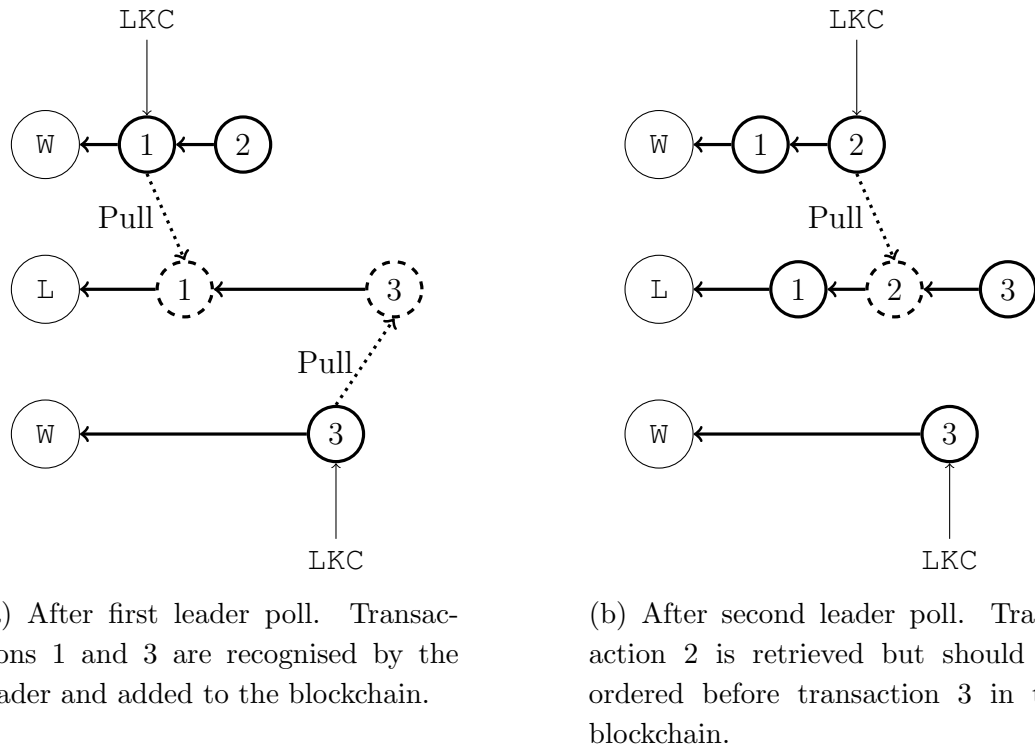 LKC
W 1 2
Pull
L 1 3
Pull
W 3
LKC
) After first leader poll. Transac-
ons 1 and 3 are recognised by the
ader and added to the blockchain.
LKC
W 1 2
Pull
L 1 2 3
W 3
LKC
(b) After second leader poll. Tra
action 2 is retrieved but should
ordered before transaction 3 in t
blockchain.